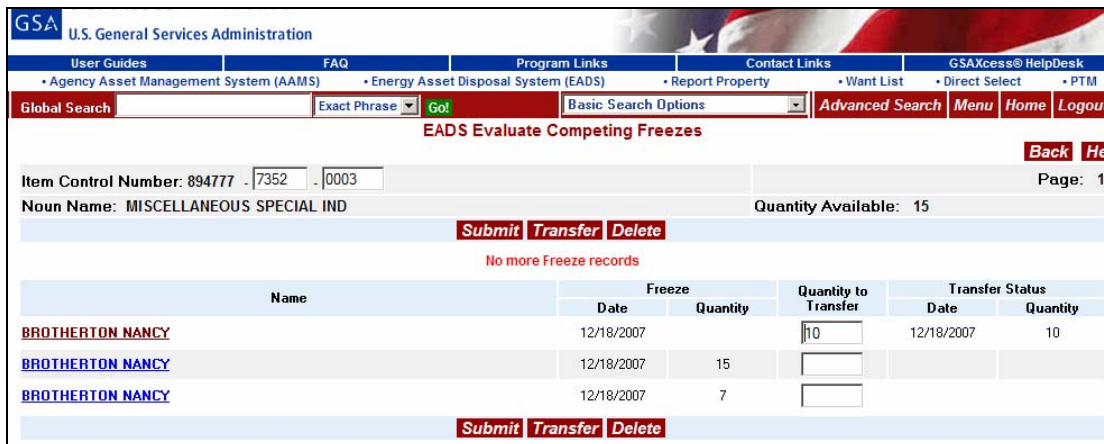 GSA U.S. General Services Administration
User Guides FAQ Program Links Contact Links GSAXcess® HelpDesk
• Agency Asset Management System (AAMS) • Energy Asset Disposal System (EADS) • Report Property • Want List • Direct Select • PTM
Global Search Exact Phrase Go! Basic Search Options Advanced Search Menu Home Logou
EADS Evaluate Competing Freezes
Back He
Item Control Number: 894777 - 7352 - 0003 Page: 1
Noun Name: MISCELLANEOUS SPECIAL IND Quantity Available: 15
Submit Transfer Delete
No more Freeze records
Name Freeze Quantity to Transfer Transfer Status
Date Quantity Date Quantity
BROTHERTON NANCY 12/18/2007 10 12/18/2007 10
BROTHERTON NANCY 12/18/2007 15
BROTHERTON NANCY 12/18/2007 7
Submit Transfer Delete